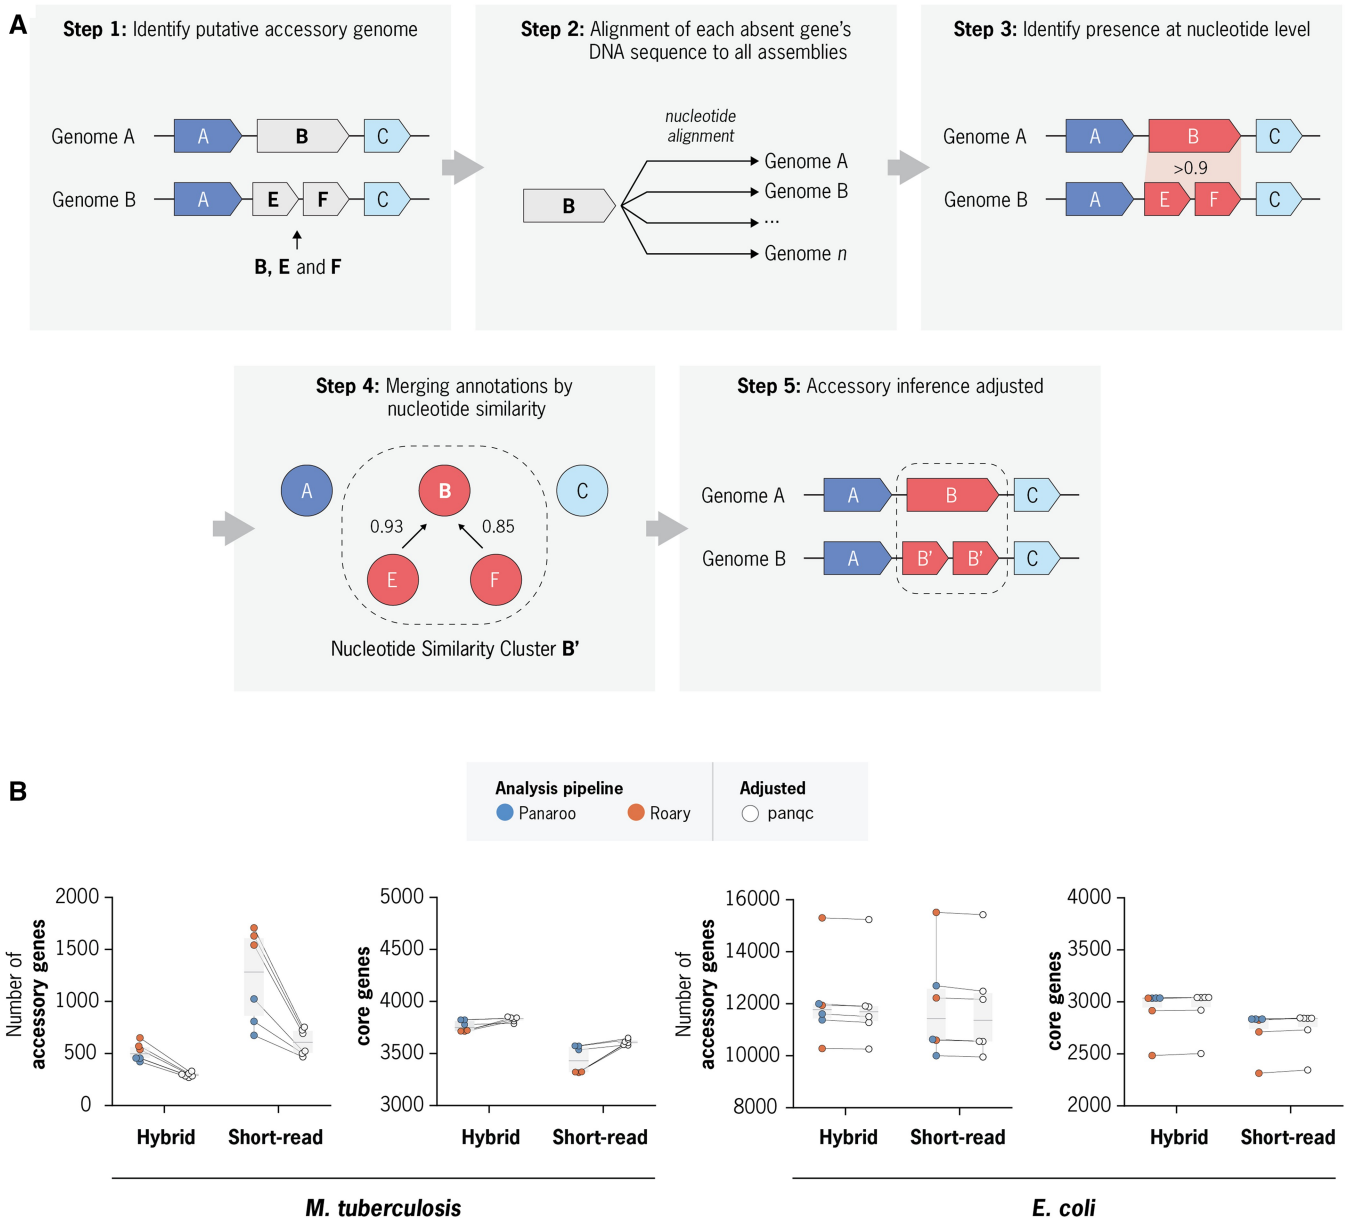 A
Step 1: Identify putative accessory genome
Genome A
A
B
C
Genome B
A
E
F
C
B, E and F
Step 2: Alignment of each absent gene's
DNA sequence to all assemblies
nucleotide
alignment
B
Genome A
Genome B
...
Genome n
Step 3: Identify presence at nucleotide level
Genome A
A
B
C
>0.9
Genome B
A
E
F
C
Step 4: Merging annotations by
nucleotide similarity
A
B
C
0.93
0.85
E
F
Nucleotide Similarity Cluster B’
Step 5: Accessory inference adjusted
Genome A
A
B
C
Genome B
A
B’
B’
C
B
Analysis pipeline
Panaroo
Roary
Adjusted
panqc
Number of
accessory genes
2000
1500
1000
500
0
Hybrid
Short-read
core genes
5000
4500
4000
3500
3000
Hybrid
Short-read
M. tuberculosis
Number of
accessory genes
16000
14000
12000
10000
8000
Hybrid
Short-read
core genes
4000
3500
3000
2500
2000
Hybrid
Short-read
E. coli